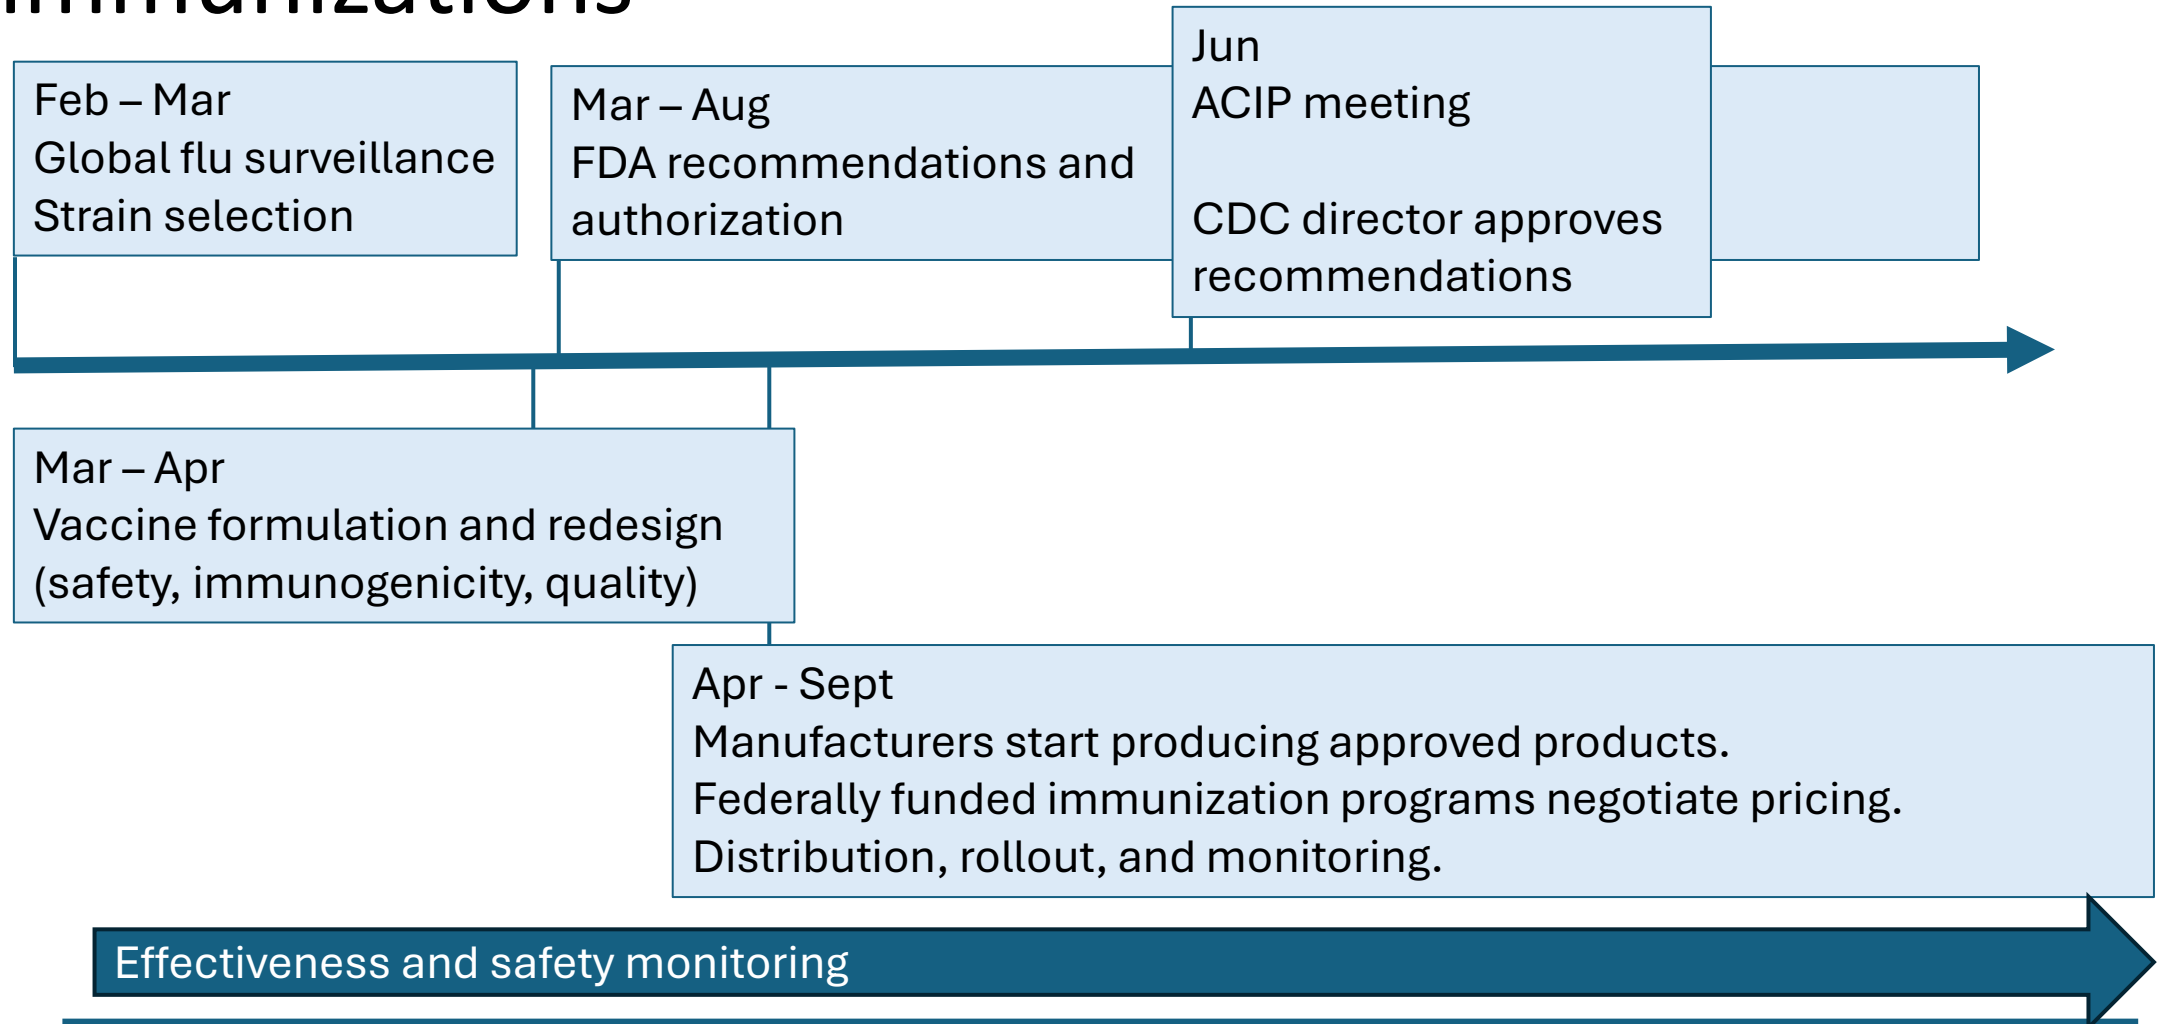 immunizations
Feb – Mar
Global flu surveillance
Strain selection
Mar – Aug
FDA recommendations and
authorization
Jun
ACIP meeting
CDC director approves
recommendations
Mar – Apr
Vaccine formulation and redesign
(safety, immunogenicity, quality)
Apr - Sept
Manufacturers start producing approved products.
Federally funded immunization programs negotiate pricing.
Distribution, rollout, and monitoring.
Effectiveness and safety monitoring